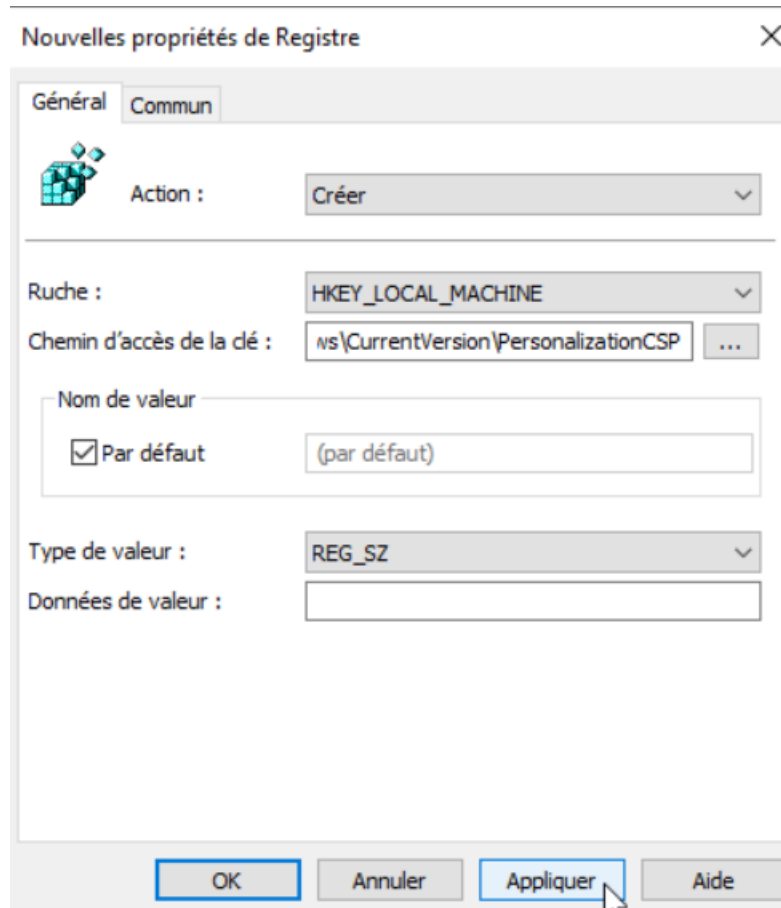 Nouvelles propriétés de Registre
Général Commun
Action : Créer
Ruche : HKEY_LOCAL_MACHINE
Chemin d'accès de la clé : ws\CurrentVersion\PersonalizationCSP ...
Nom de valeur
Par défaut (par défaut)
Type de valeur : REG_SZ
Données de valeur :
OK Annuler Appliquer Aide